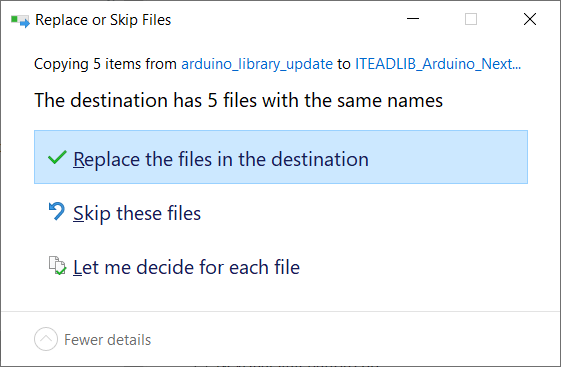 Replace or Skip Files
Copying 5 items from arduino_library_update to ITEADLIB_Arduino_Next...
The destination has 5 files with the same names
Replace the files in the destination
Skip these files
Let me decide for each file
Fewer details